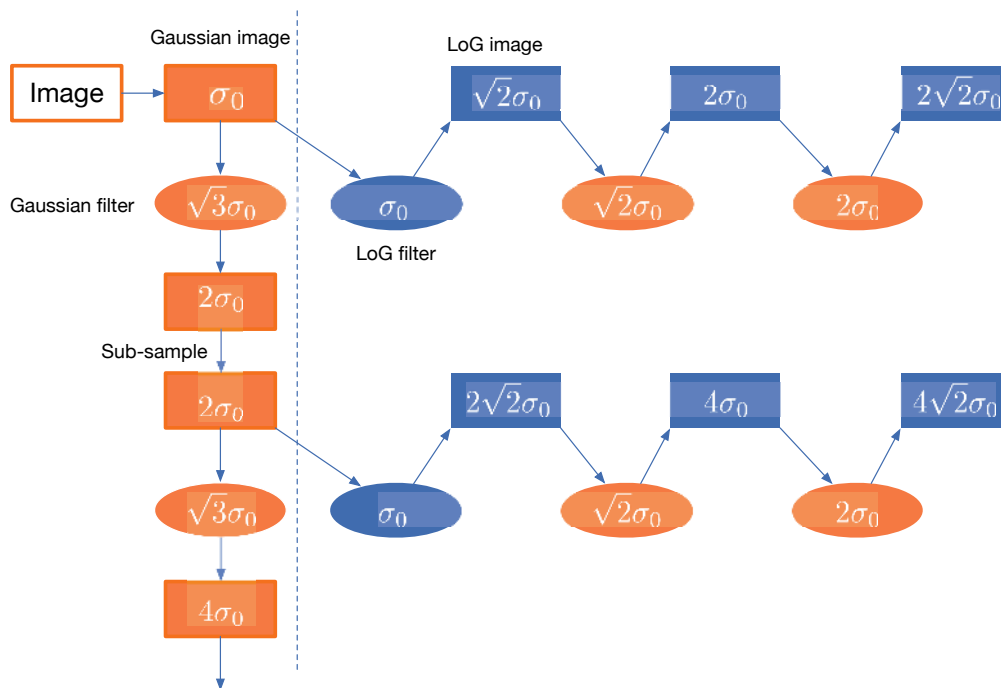 Gaussian image
LoG image
Image
σ₀
√2σ₀
2σ₀
2√2σ₀
Gaussian filter
√3σ₀
σ₀
√2σ₀
2σ₀
LoG filter
2σ₀
Sub-sample
2σ₀
2√2σ₀
4σ₀
4√2σ₀
√3σ₀
σ₀
√2σ₀
2σ₀
4σ₀